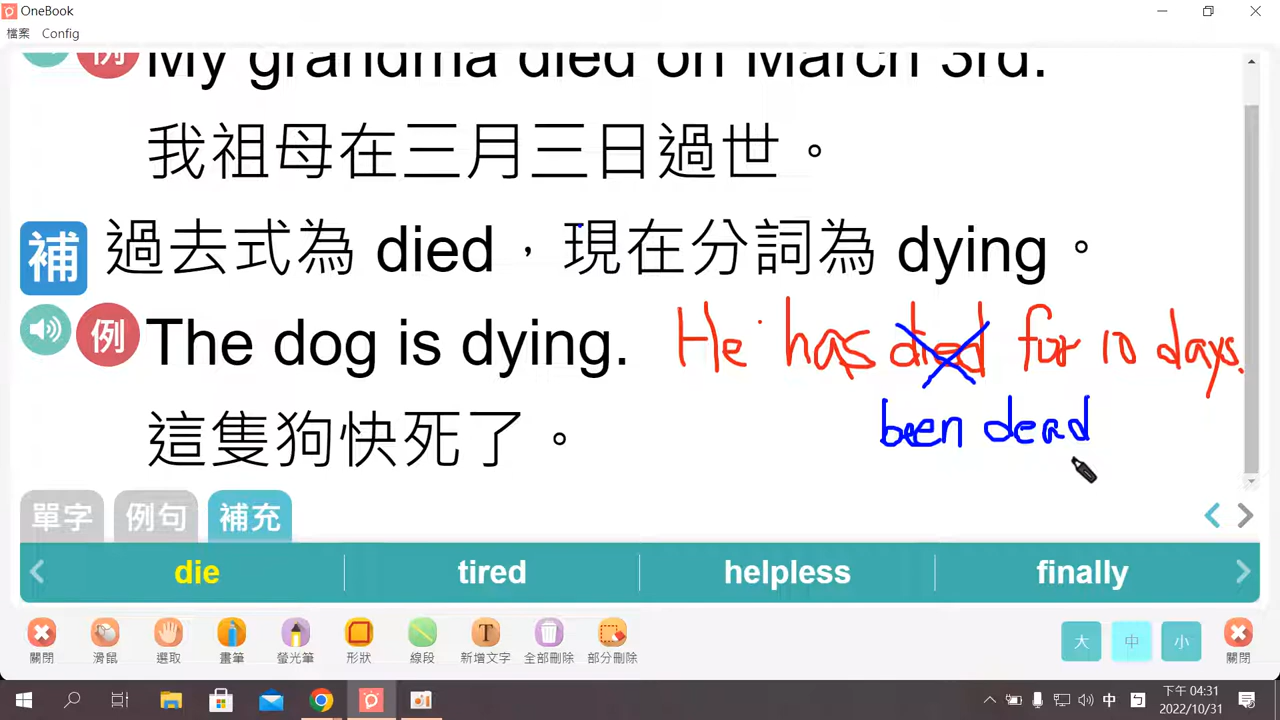 OneBook
檔案 Config
例 My grandma died on March 3rd.
我祖母在三月三日過世。
補 過去式為 died，現在分詞為 dying。
例 The dog is dying. He has died for 10 days.
been dead
這隻狗快死了。
單字 例句 補充
die tired helpless finally
關閉 滑鼠 選取 畫筆 螢光筆 形狀 線段 新增文字 全部刪除 部分刪除 大 中 小 關閉
中 下午 04:31
2022/10/31